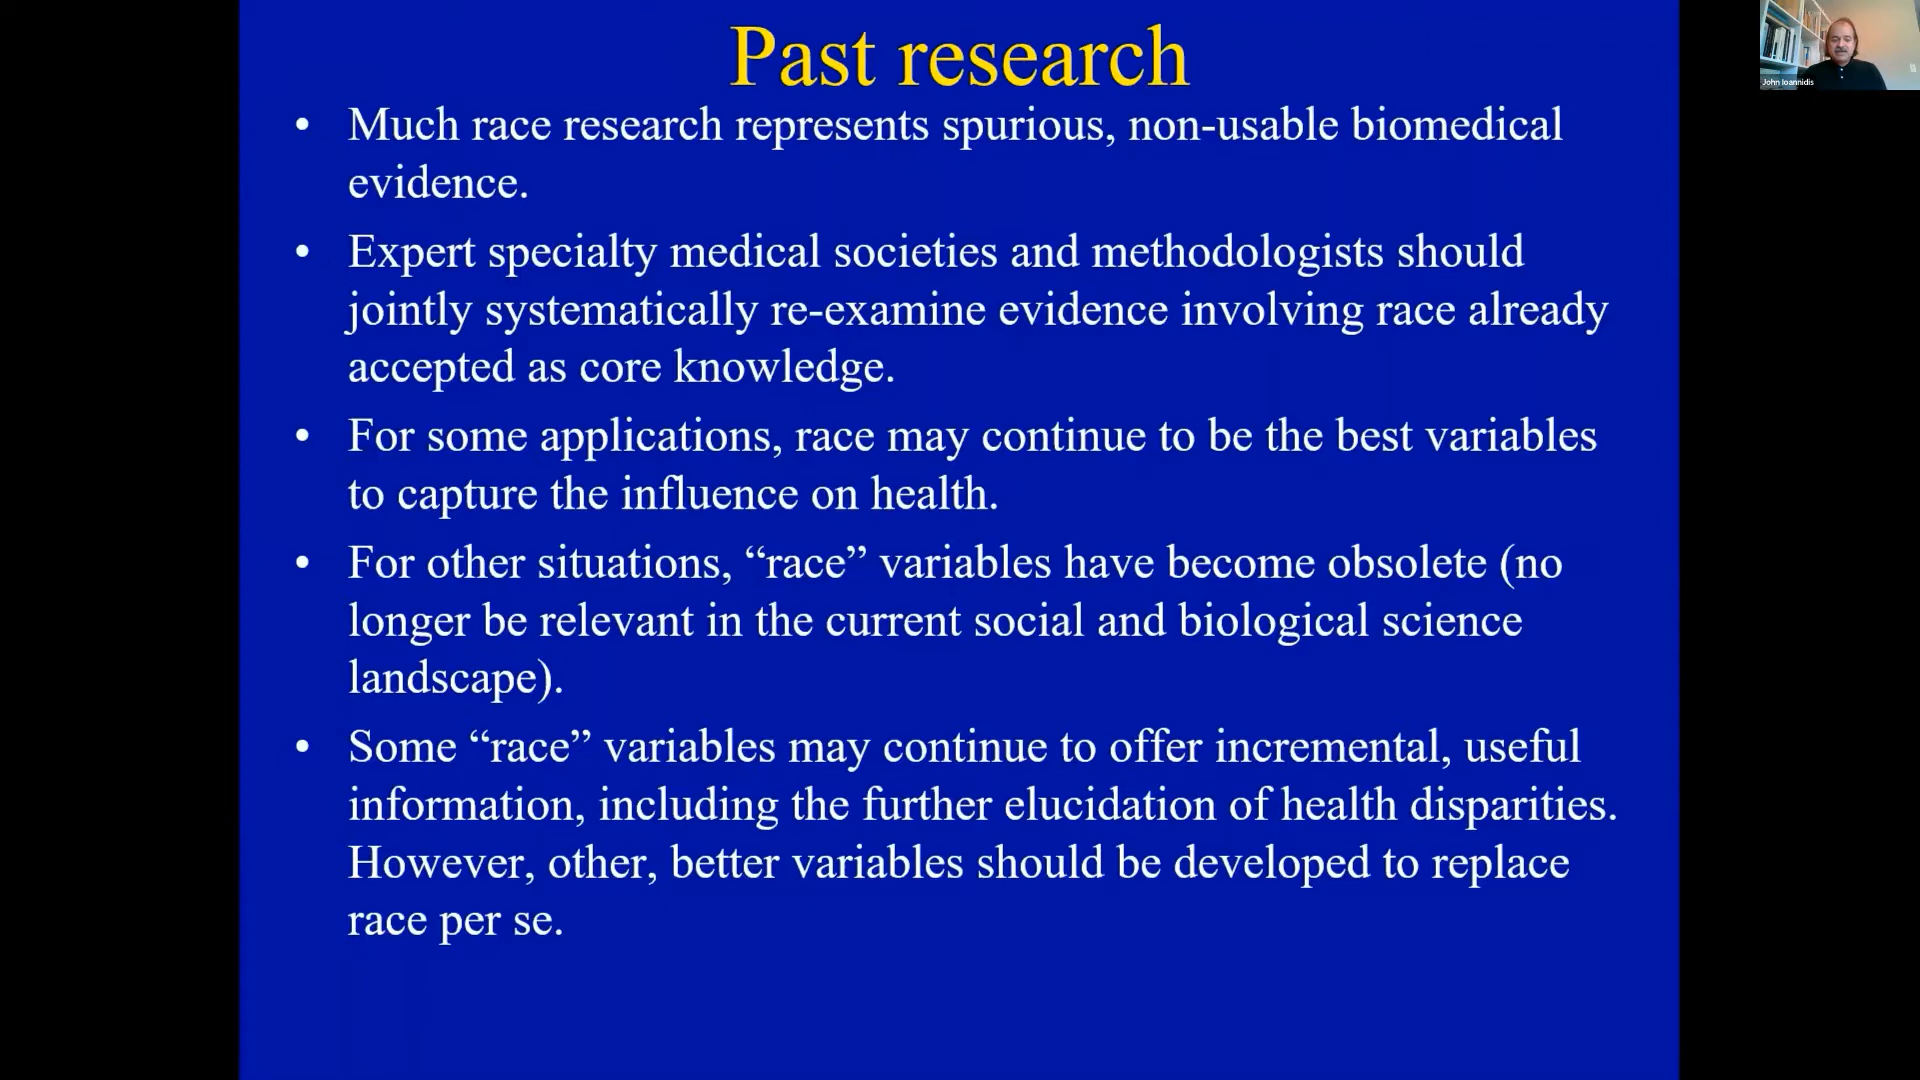 Past research
John Ioannidis
• Much race research represents spurious, non-usable biomedical
evidence.
• Expert specialty medical societies and methodologists should
jointly systematically re-examine evidence involving race already
accepted as core knowledge.
• For some applications, race may continue to be the best variables
to capture the influence on health.
• For other situations, “race” variables have become obsolete (no
longer be relevant in the current social and biological science
landscape).
• Some “race” variables may continue to offer incremental, useful
information, including the further elucidation of health disparities.
However, other, better variables should be developed to replace
race per se.